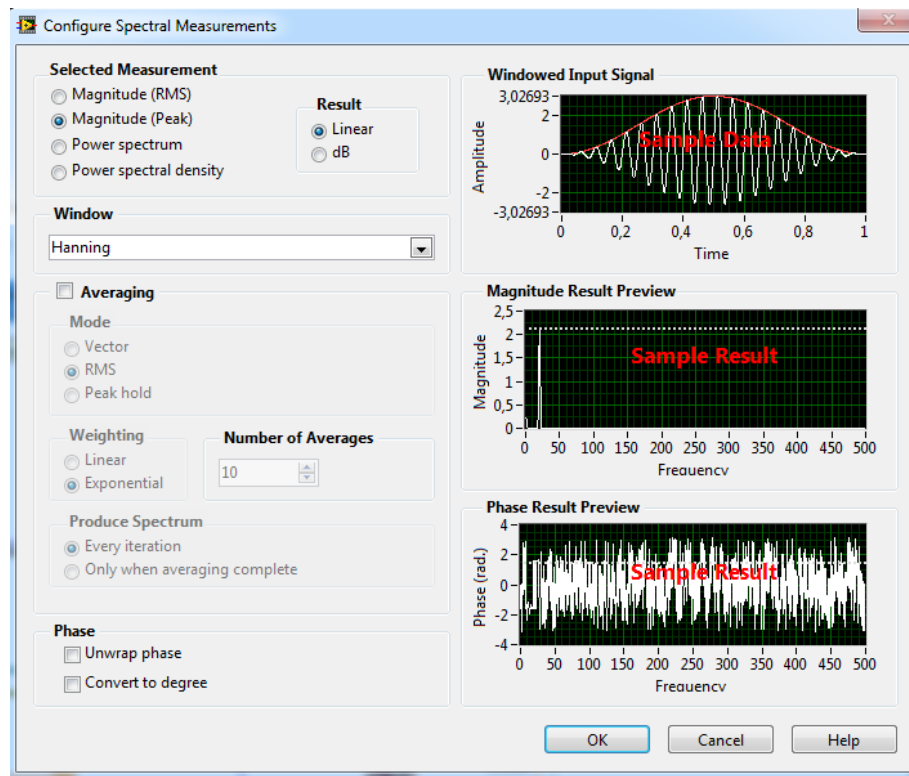 Configure Spectral Measurements
Selected Measurement
Magnitude (RMS)
Magnitude (Peak)
Power spectrum
Power spectral density
Result
Linear
dB
Window
Hanning
Averaging
Mode
Vector
RMS
Peak hold
Weighting
Linear
Exponential
Number of Averages
10
Produce Spectrum
Every iteration
Only when averaging complete
Phase
Unwrap phase
Convert to degree
Windowed Input Signal
Amplitude
3,02693
2
0
-2
-3,02693
Sample Data
0 0,2 0,4 0,6 0,8 1
Time
Magnitude Result Preview
Magnitude
2,5
2
1,5
1
0,5
0
Sample Result
0 50 100 150 200 250 300 350 400 450 500
Frequency
Phase Result Preview
Phase (rad.)
4
2
0
-2
-4
Sample Result
0 50 100 150 200 250 300 350 400 450 500
Frequency
OK Cancel Help